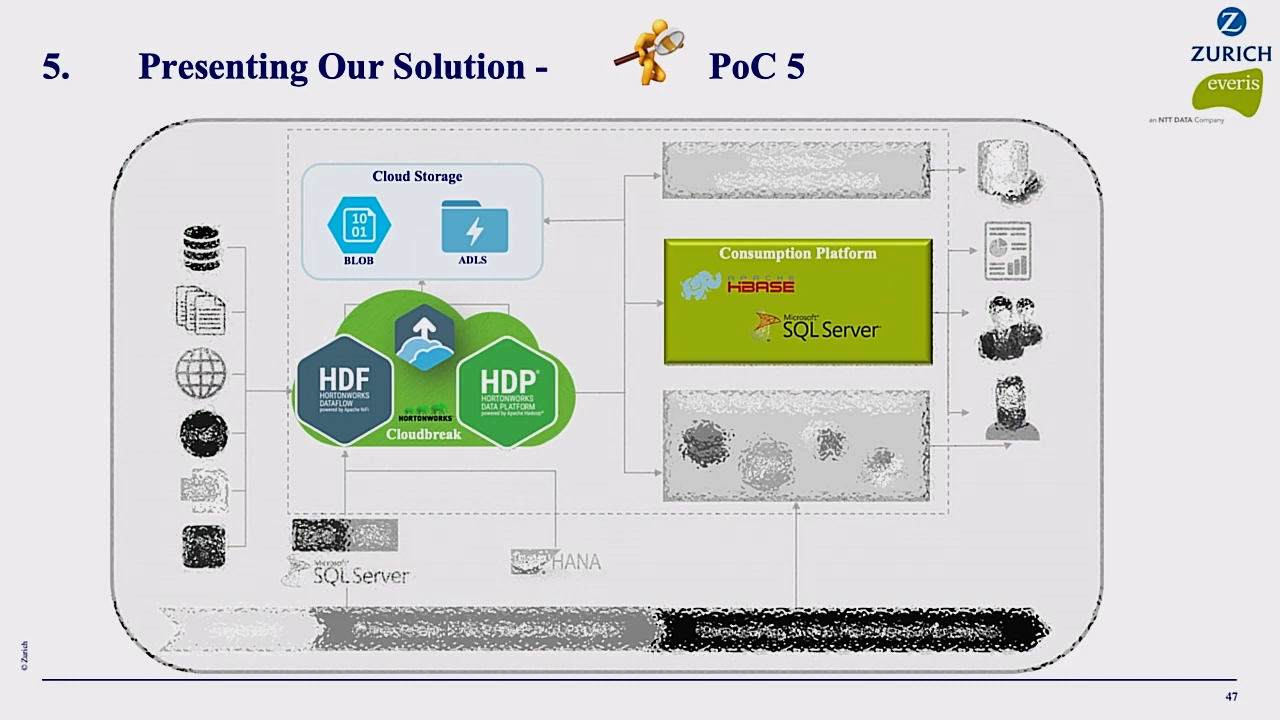 5. Presenting Our Solution - PoC 5
ZURICH
everis
an NTT DATA Company
Cloud Storage
10
01
BLOB
ADLS
Consumption Platform
APACHE
HBASE
Microsoft®
SQL Server®
HDF
HORTONWORKS
DATAFLOW
powered by Apache NiFi
HDP®
HORTONWORKS
DATA PLATFORM
powered by Apache Hadoop®
HORTONWORKS
Cloudbreak
Microsoft®
SQL Server
HANA
© Zurich
47